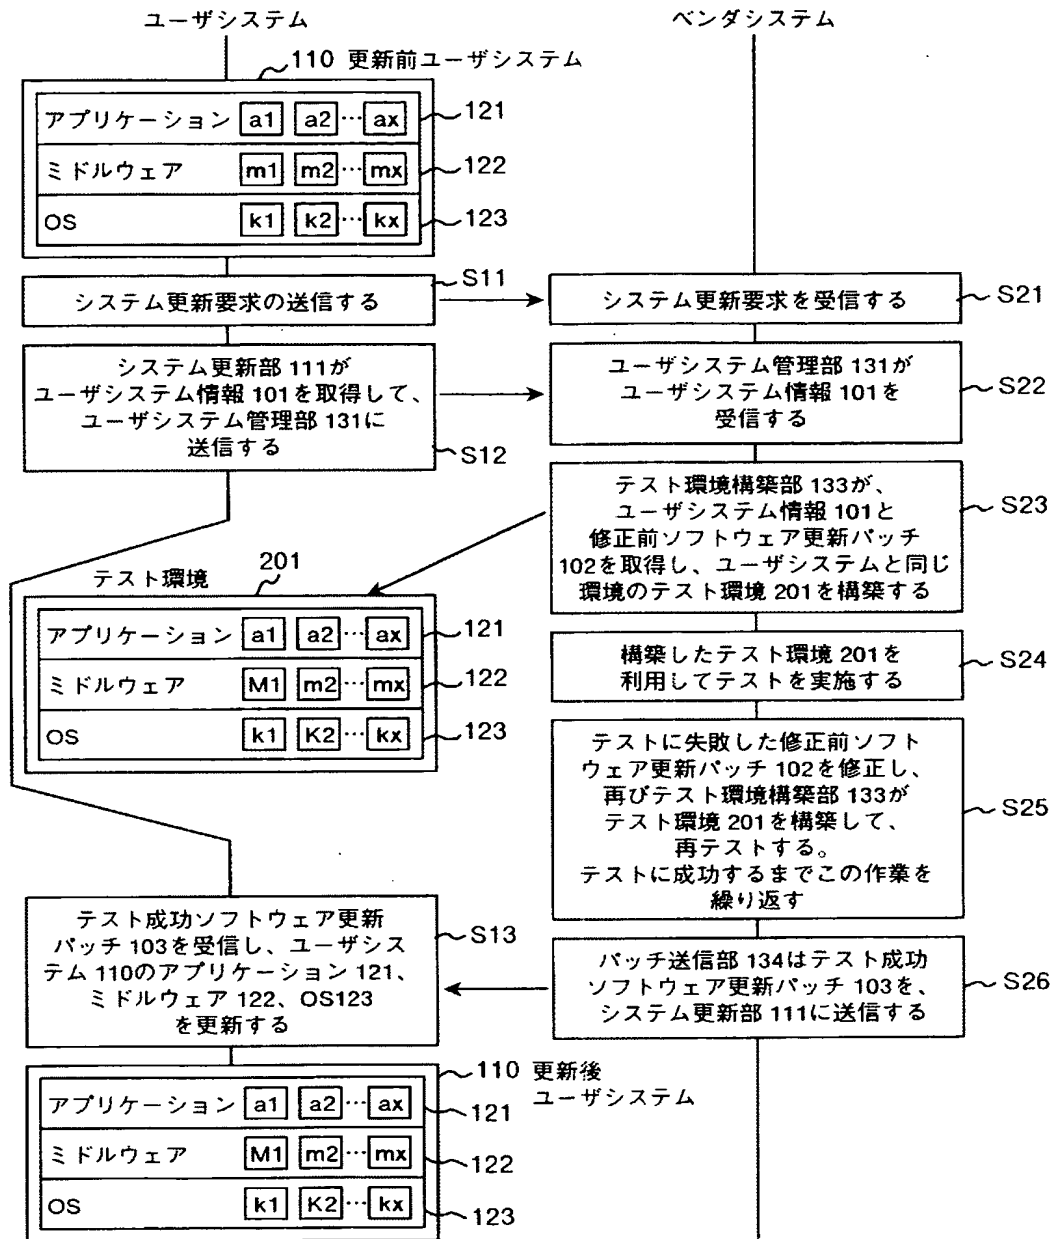 ユーザシステム
ベンダシステム
110 更新前ユーザシステム
アプリケーション a1 a2 … ax 121
ミドルウェア m1 m2 … mx 122
OS k1 k2 … kx 123
システム更新要求の送信する
S11
システム更新要求を受信する
S21
システム更新部 111が
ユーザシステム情報 101を取得して、
ユーザシステム管理部 131に
送信する
S12
ユーザシステム管理部 131が
ユーザシステム情報 101を
受信する
S22
テスト環境構築部 133が、
ユーザシステム情報 101と
修正前ソフトウェア更新パッチ
102を取得し、ユーザシステムと同じ
環境のテスト環境 201を構築する
S23
テスト環境
201
アプリケーション a1 a2 … ax 121
ミドルウェア M1 m2 … mx 122
OS k1 K2 … kx 123
構築したテスト環境 201を
利用してテストを実施する
S24
テストに失敗した修正前ソフト
ウェア更新パッチ 102を修正し、
再びテスト環境構築部 133が
テスト環境 201を構築して、
再テストする。
テストに成功するまでこの作業を
繰り返す
S25
テスト成功ソフトウェア更新
パッチ 103を受信し、ユーザシス
テム 110のアプリケーション 121、
ミドルウェア 122、OS123
を更新する
S13
パッチ送信部 134はテスト成功
ソフトウェア更新パッチ 103を、
システム更新部 111に送信する
S26
110 更新後
ユーザシステム
アプリケーション a1 a2 … ax 121
ミドルウェア M1 m2 … mx 122
OS k1 K2 … kx 123